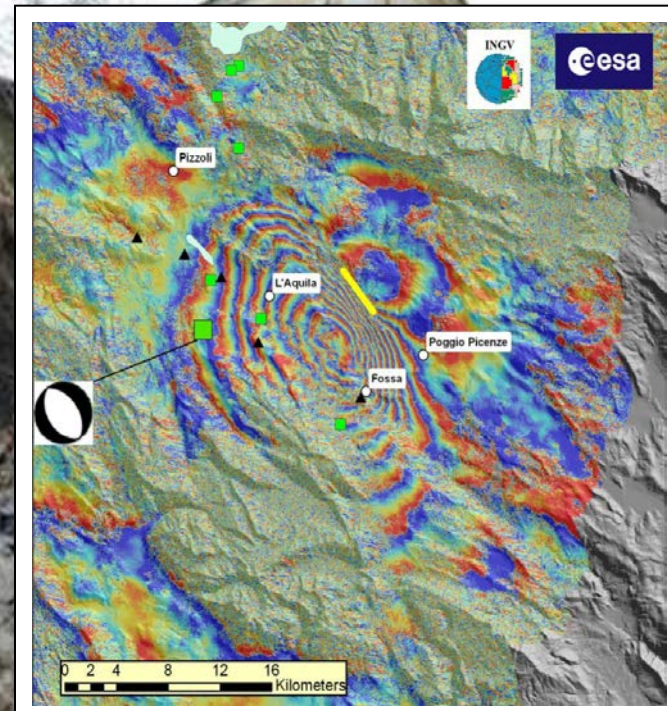 INGV
esa
Pizzoli
L'Aquila
Poggio Picenze
Fossa
0 2 4 8 12 16
Kilometers